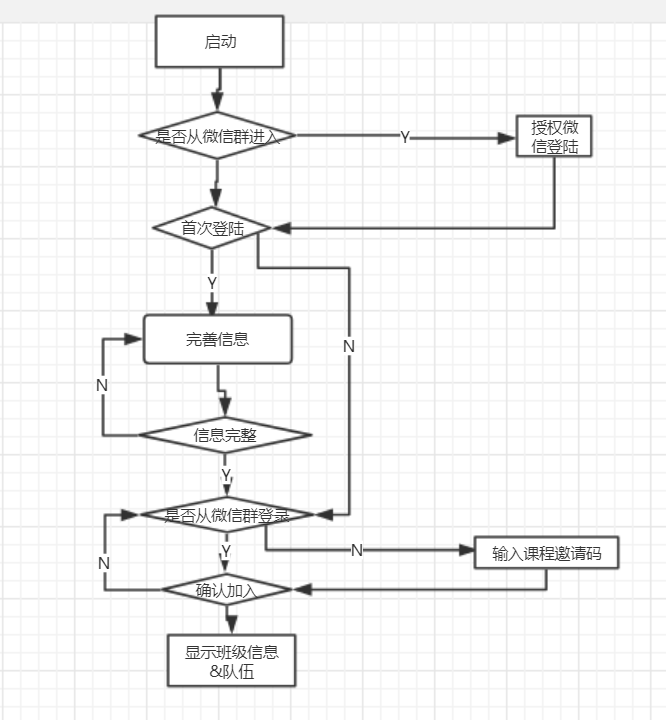 启动
是否从微信群进入
Y
授权微
信登陆
首次登陆
Y
完善信息
N
N
信息完整
Y
是否从微信群登录
Y
N
输入课程邀请码
N
确认加入
显示班级信息
&队伍